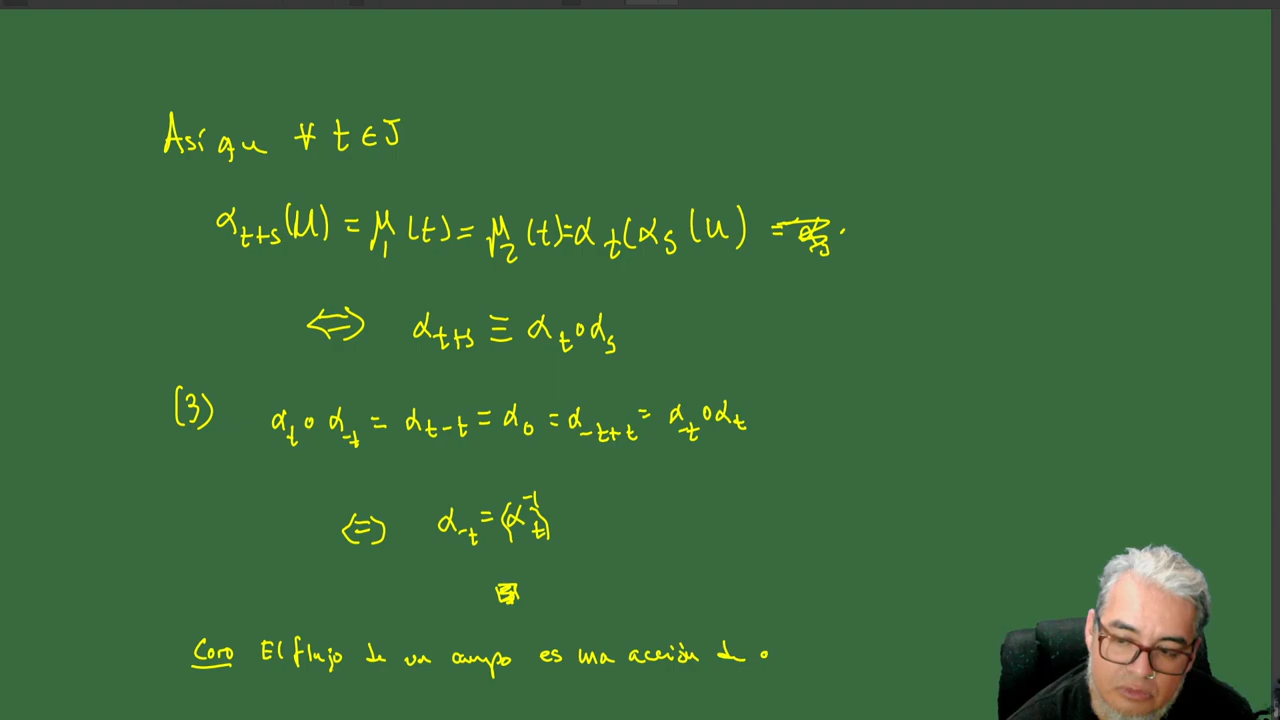 Así qu ∀ t ∈ J
α_{t+s}(u) = μ_1(t) = μ_2(t) = α_t(α_s(u)) =
⟺ α_{t+s} ≡ α_t ∘ α_s
(3) α_t ∘ α_{-t} = α_{t-t} = α_0 = α_{-t+t} = α_{-t} ∘ α_t
⟺ α_{-t} = (α_t^{-1})
Coro El flujo de un campo es una acción de